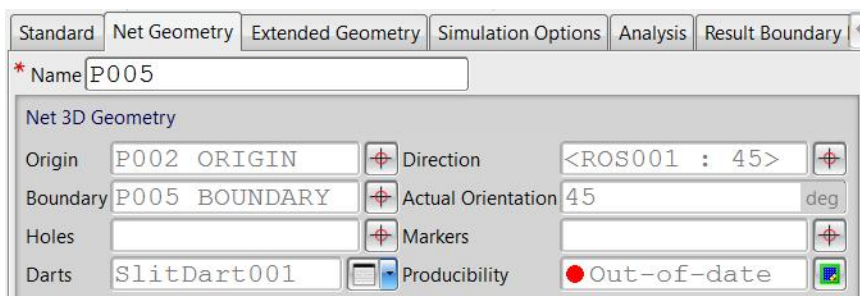 Standard Net Geometry Extended Geometry Simulation Options Analysis Result Boundary
* Name P005
Net 3D Geometry
Origin P002 ORIGIN Direction <ROS001 : 45>
Boundary P005 BOUNDARY Actual Orientation 45 deg
Holes Markers
Darts SlitDart001 Producibility Out-of-date